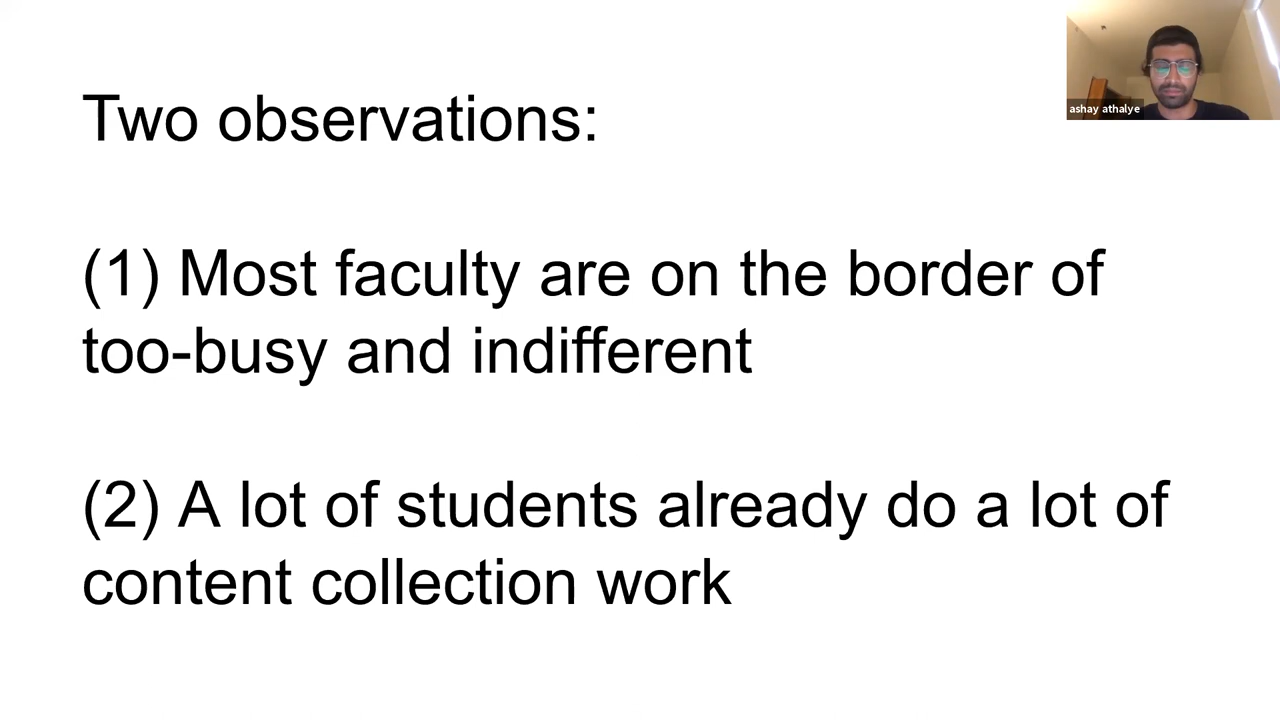 Two observations:
(1) Most faculty are on the border of
too-busy and indifferent
(2) A lot of students already do a lot of
content collection work
ashay athalye